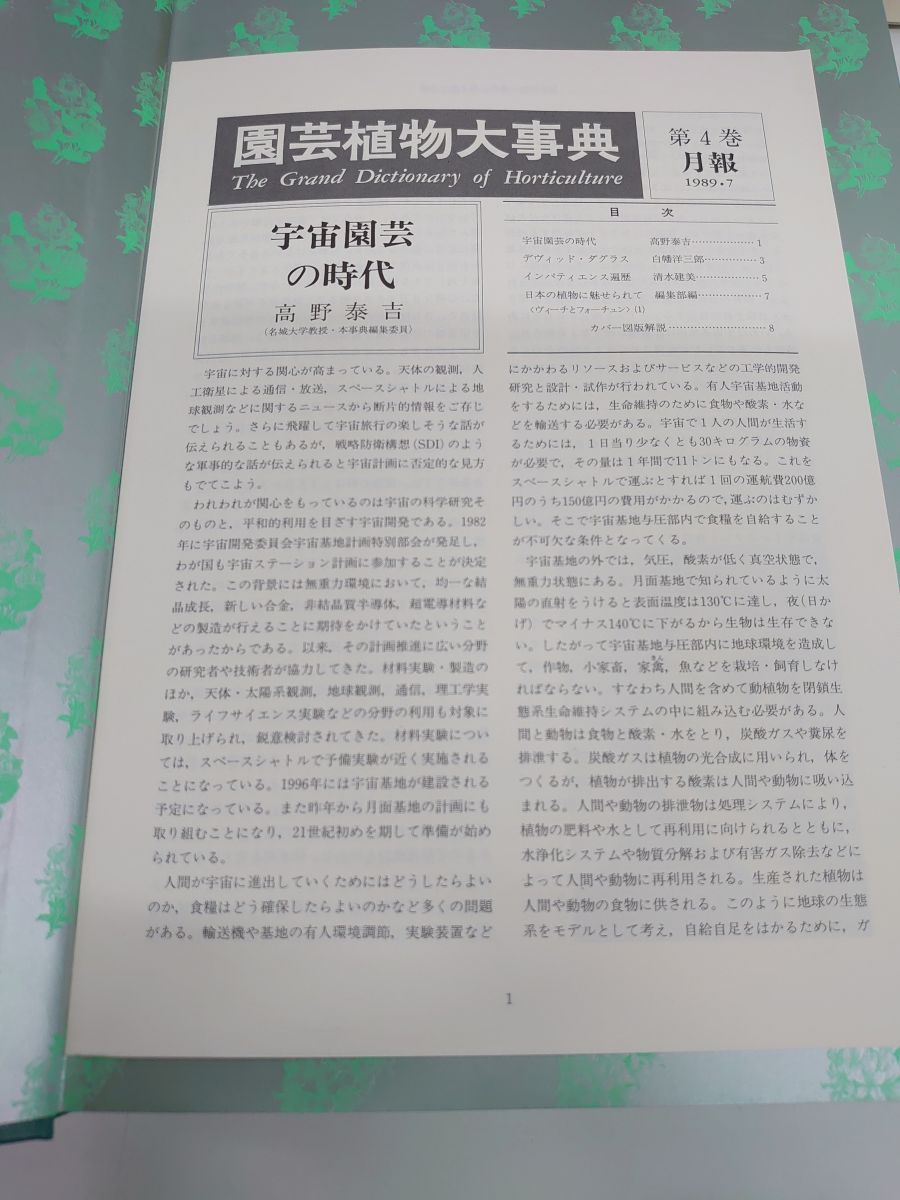 園芸植物大事典
The Grand Dictionary of Horticulture
第4巻
月報
1989・7
宇宙園芸
の時代
高野泰吉
(名城大学教授・本事典編集委員)
目 次
宇宙園芸の時代 高野泰吉………………1
デヴィッド・ダグラス 白幡洋三郎……………3
インパティエンス遍歴 清水建美………………5
日本の植物に魅せられて 編集部編………………7
〈ヴィーチとフォーチュン〉(1)
カバー図版解説………………………8
宇宙に対する関心が高まっている。天体の観測，人
工衛星による通信・放送，スペースシャトルによる地
球観測などに関するニュースから断片的情報をご存じ
でしょう。さらに飛躍して宇宙旅行の楽しそうな話が
伝えられることもあるが，戦略防衛構想(SDI)のよう
な軍事的な話が伝えられると宇宙計画に否定的な見方
もでてこよう。
われわれが関心をもっているのは宇宙の科学研究そ
のものと，平和的利用を目ざす宇宙開発である。1982
年に宇宙開発委員会宇宙基地計画特別部会が発足し，
わが国も宇宙ステーション計画に参加することが決定
された。この背景には無重力環境において，均一な結
晶成長，新しい合金，非結晶質半導体，超電導材料な
どの製造が行えることに期待をかけていたということ
があったからである。以来，その計画推進に広い分野
の研究者や技術者が協力してきた。材料実験・製造の
ほか，天体・太陽系観測，地球観測，通信，理工学実
験，ライフサイエンス実験などの分野の利用も対象に
取り上げられ，鋭意検討されてきた。材料実験につい
ては，スペースシャトルで予備実験が近く実施される
ことになっている。1996年には宇宙基地が建設される
予定になっている。また昨年から月面基地の計画にも
取り組むことになり，21世紀初めを期して準備が始め
られている。
人間が宇宙に進出していくためにはどうしたらよい
のか，食糧はどう確保したらよいのかなど多くの問題
がある。輸送機や基地の有人環境調節，実験装置など
にかかわるリソースおよびサービスなどの工学的開発
研究と設計・試作が行われている。有人宇宙基地活動
をするためには，生命維持のために食物や酸素・水な
どを輸送する必要がある。宇宙で1人の人間が生活す
るためには，1日当り少なくとも30キログラムの物資
が必要で，その量は1年間で11トンにもなる。これを
スペースシャトルで運ぶとすれば1回の運航費200億
円のうち150億円の費用がかかるので，運ぶのはむずか
しい。そこで宇宙基地与圧部内で食糧を自給すること
が不可欠な条件となってくる。
宇宙基地の外では，気圧，酸素が低く真空状態で，
無重力状態にある。月面基地で知られているように太
陽の直射をうけると表面温度は130℃に達し，夜(日か
げ)でマイナス140℃に下がるから生物は生存できな
い。したがって宇宙基地与圧部内に地球環境を造成し
て，作物，小家畜，家禽，魚などを栽培・飼育しなけ
ればならない。すなわち人間を含めて動植物を閉鎖生
態系生命維持システムの中に組み込む必要がある。人
間と動物は食物と酸素・水をとり，炭酸ガスや糞尿を
排泄する。炭酸ガスは植物の光合成に用いられ，体を
つくるが，植物が排出する酸素は人間や動物に吸い込
まれる。人間や動物の排泄物は処理システムにより，
植物の肥料や水として再利用に向けられるとともに，
水浄化システムや物質分解および有害ガス除去などに
よって人間や動物に再利用される。生産された植物は
人間や動物の食物に供される。このように地球の生態
系をモデルとして考え，自給自足をはかるために，ガ
1